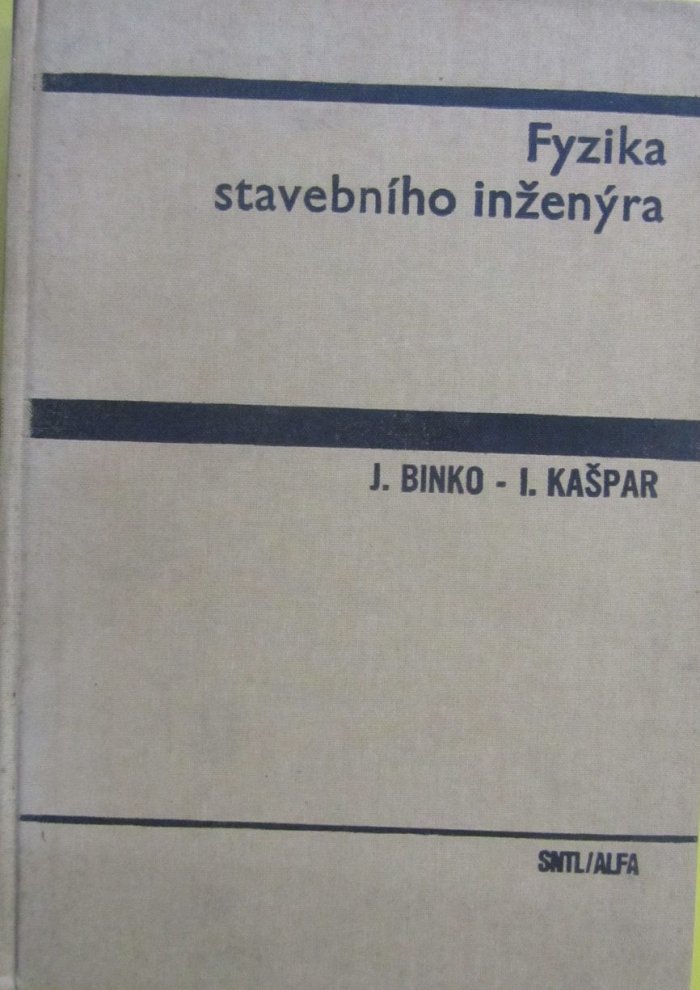 Fyzika
stavebního inženýra
J. BINKO - I. KAŠPAR
SNTL/ALFA